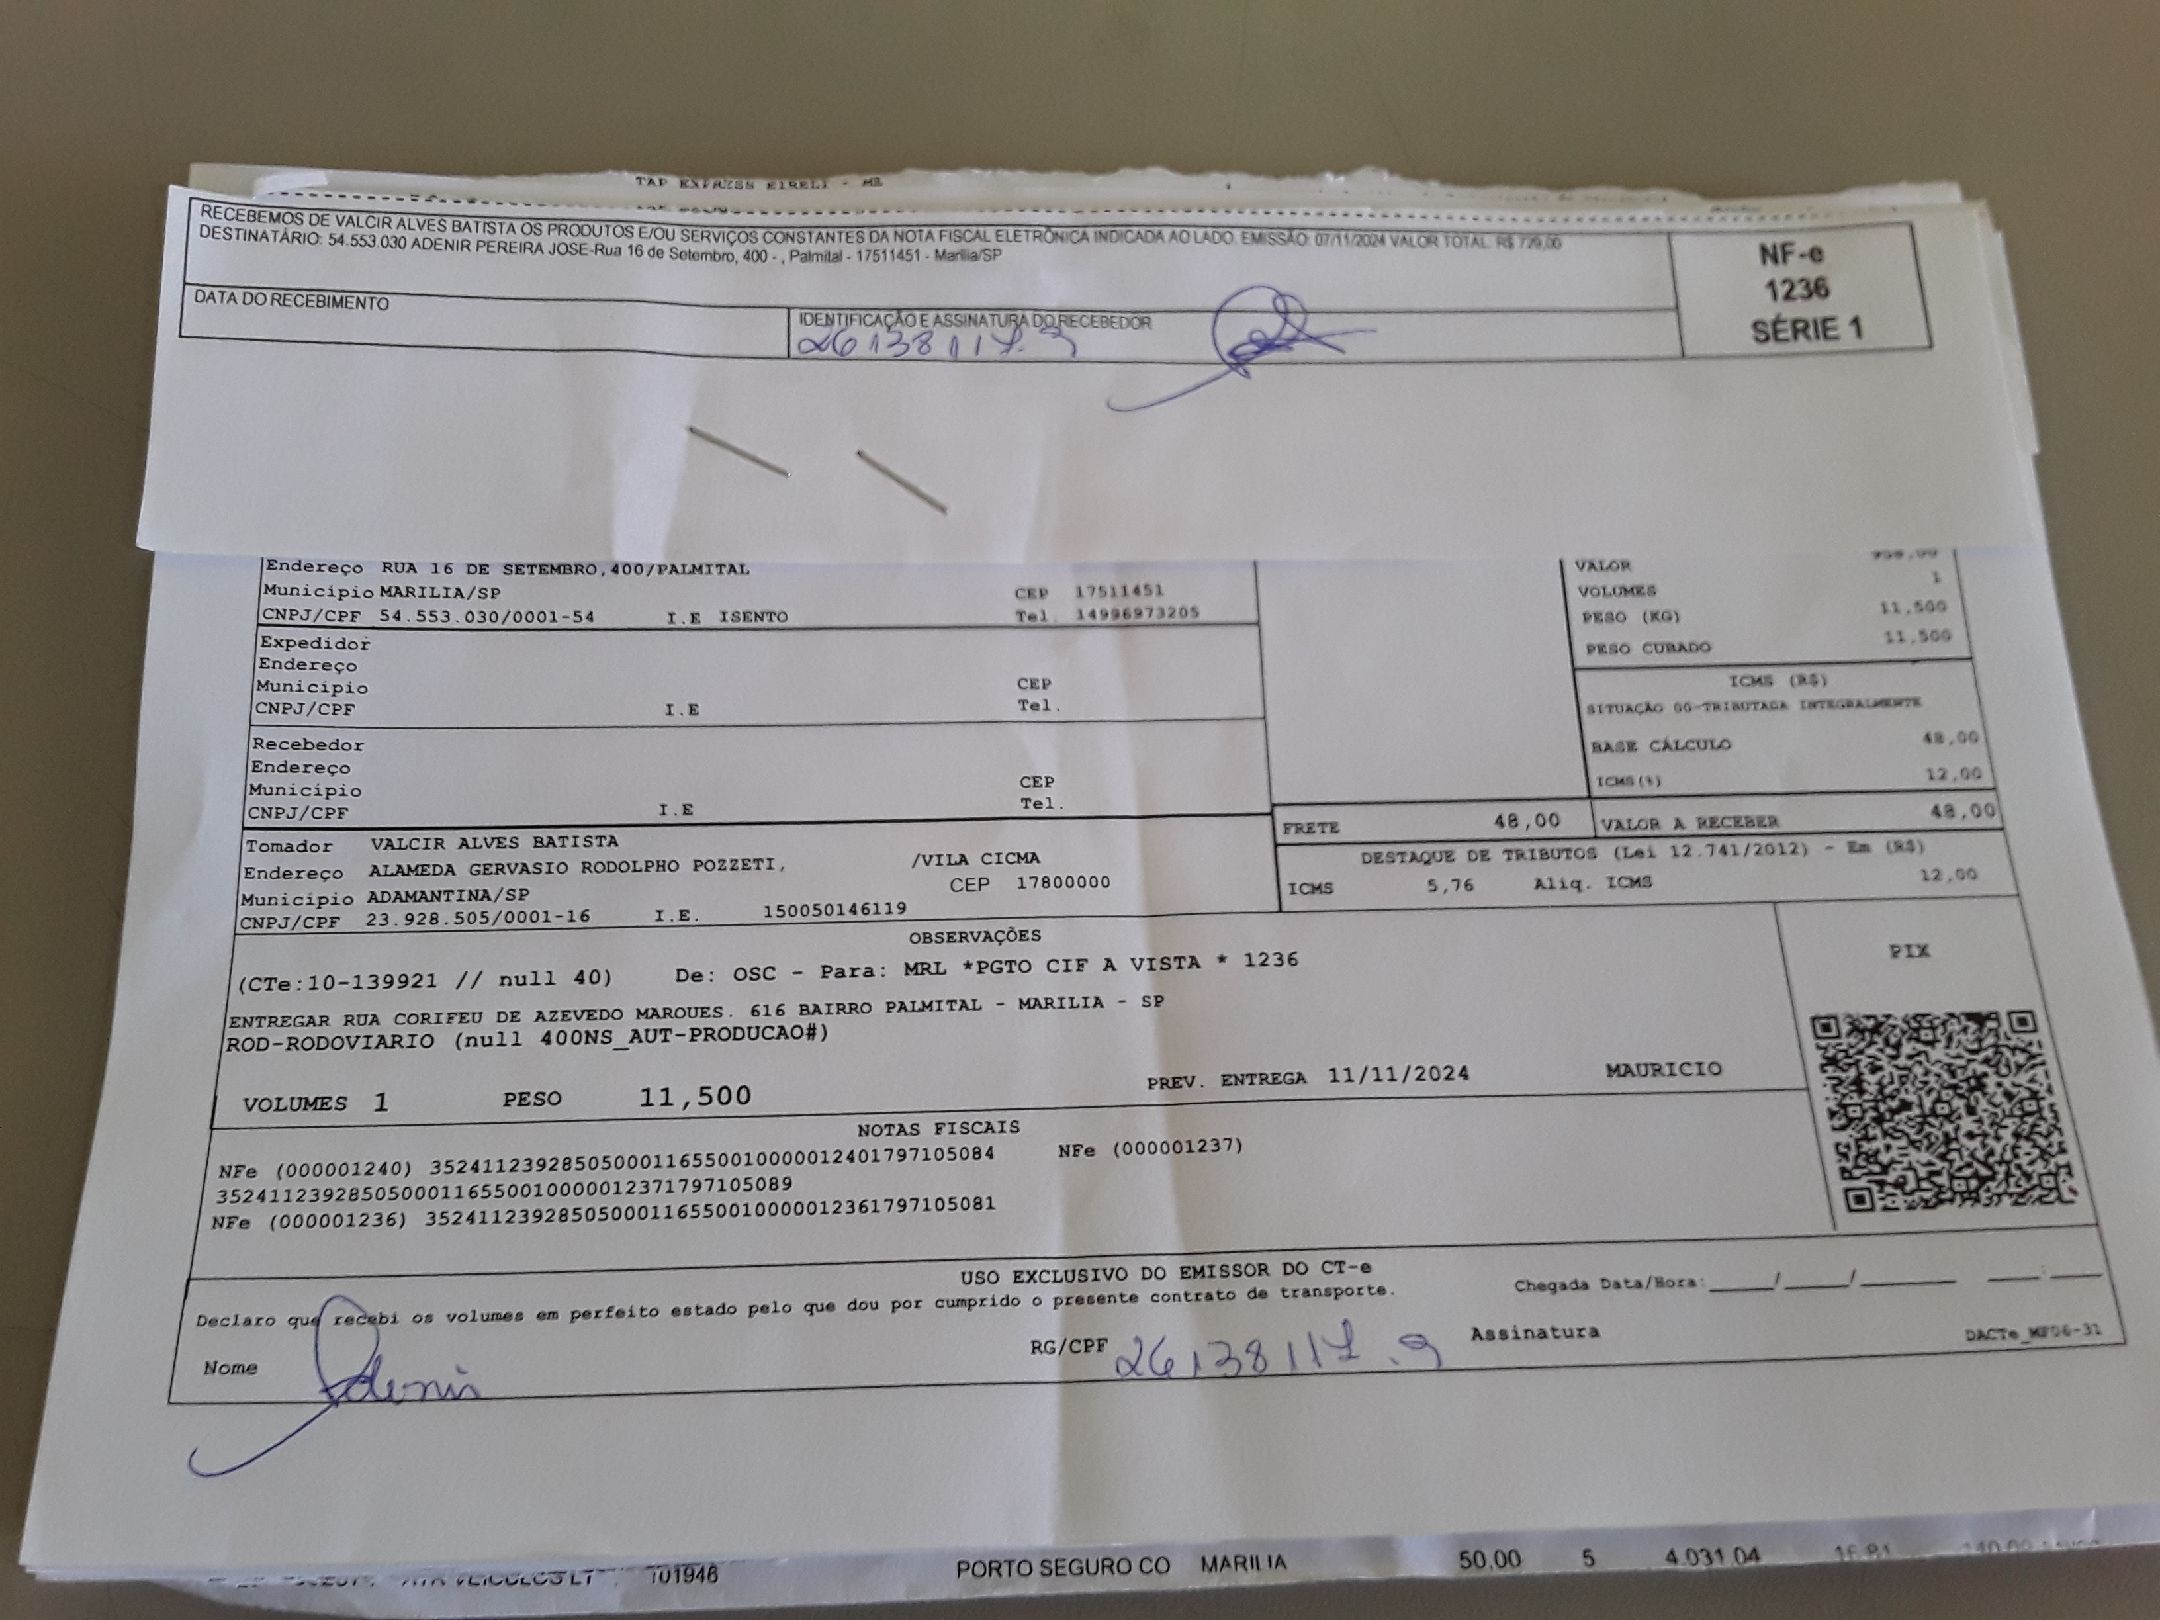 TAP EXPRESS EIRELI - ME
RECEBEMOS DE VALCIR ALVES BATISTA OS PRODUTOS E/OU SERVIÇOS CONSTANTES DA NOTA FISCAL ELETRÔNICA INDICADA AO LADO. EMISSÃO: 07/11/2024 VALOR TOTAL: R$ 729,00
DESTINATÁRIO: 54.553.030 ADENIR PEREIRA JOSE-Rua 16 de Setembro, 400 - , Palmital - 17511451 - Marília/SP
NF-e
1236
SÉRIE 1
DATA DO RECEBIMENTO
IDENTIFICAÇÃO E ASSINATURA DO RECEBEDOR
Endereço RUA 16 DE SETEMBRO,400/PALMITAL
Município MARILIA/SP CEP 17511451
CNPJ/CPF 54.553.030/0001-54 I.E ISENTO Tel. 14996973205
VALOR
VOLUMES 1
PESO (KG) 11,500
PESO CUBADO 11,500
Expedidor
Endereço
Município CEP
CNPJ/CPF I.E Tel.
ICMS (R$)
SITUAÇÃO 00-TRIBUTADA INTEGRALMENTE
BASE CÁLCULO 48,00
ICMS(%) 12,00
Recebedor
Endereço
Município CEP
CNPJ/CPF I.E Tel.
FRETE 48,00 VALOR A RECEBER 48,00
Tomador VALCIR ALVES BATISTA
Endereço ALAMEDA GERVASIO RODOLPHO POZZETI, /VILA CICMA
Município ADAMANTINA/SP CEP 17800000
CNPJ/CPF 23.928.505/0001-16 I.E. 150050146119
DESTAQUE DE TRIBUTOS (Lei 12.741/2012) - Em (R$)
ICMS 5,76 Aliq. ICMS 12,00
OBSERVAÇÕES
(CTe:10-139921 // null 40) De: OSC - Para: MRL *PGTO CIF A VISTA * 1236
ENTREGAR RUA CORIFEU DE AZEVEDO MARQUES. 616 BAIRRO PALMITAL - MARILIA - SP
ROD-RODOVIARIO (null 400NS_AUT-PRODUCAO#)
PIX
VOLUMES 1 PESO 11,500 PREV. ENTREGA 11/11/2024 MAURICIO
NOTAS FISCAIS
NFe (000001240) 35241123928505000116550010000012401797105084 NFe (000001237)
35241123928505000116550010000012371797105089
NFe (000001236) 35241123928505000116550010000012361797105081
USO EXCLUSIVO DO EMISSOR DO CT-e
Declaro que recebi os volumes em perfeito estado pelo que dou por cumprido o presente contrato de transporte. Chegada Data/Hora:_____/_____/_______ ____:____
Nome RG/CPF Assinatura
DACTe_MF06-31
101946 PORTO SEGURO CO MARILIA 50,00 5 4.031,04